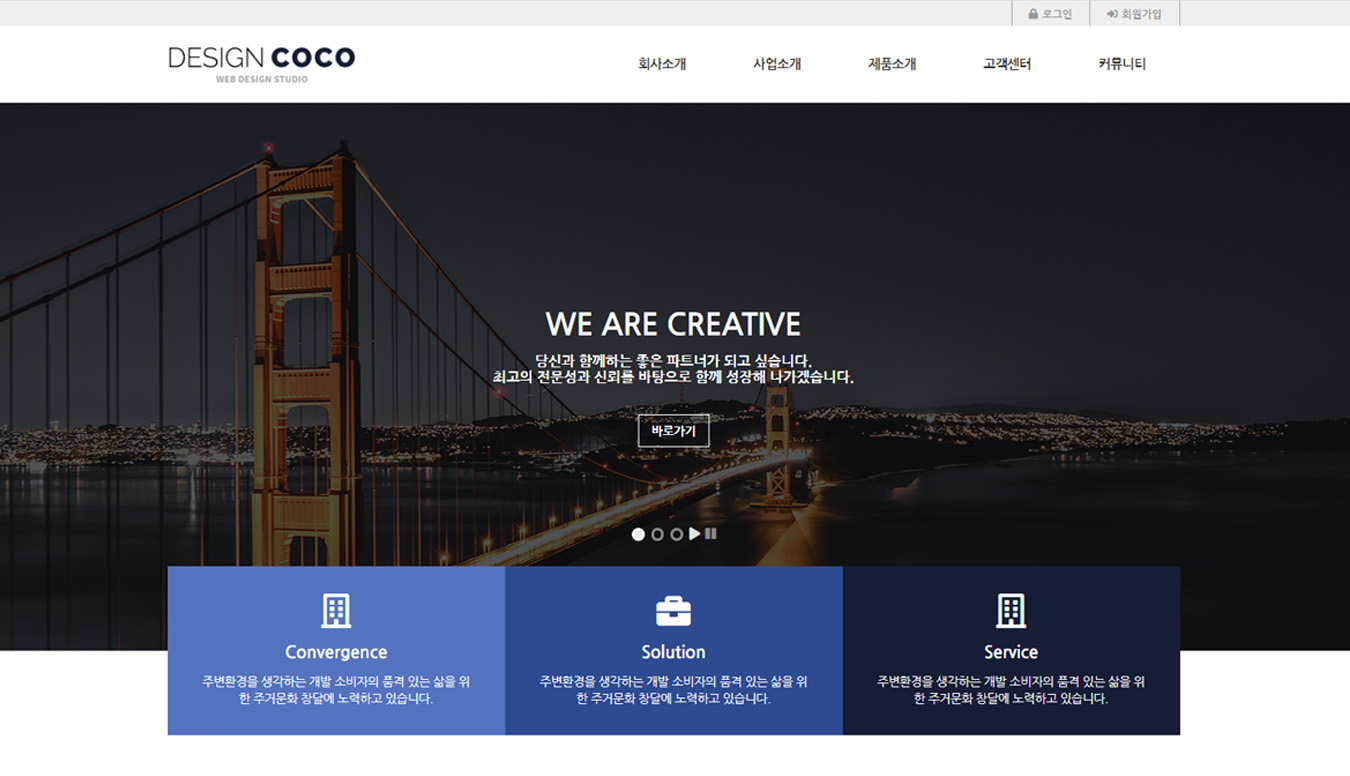 로그인
회원가입
DESIGN COCO
WEB DESIGN STUDIO
회사소개
사업소개
제품소개
고객센터
커뮤니티
WE ARE CREATIVE
당신과 함께하는 좋은 파트너가 되고 싶습니다.
최고의 전문성과 신뢰를 바탕으로 함께 성장해 나가겠습니다.
바로가기
Convergence
주변환경을 생각하는 개발 소비자의 품격 있는 삶을 위
한 주거문화 창달에 노력하고 있습니다.
Solution
주변환경을 생각하는 개발 소비자의 품격 있는 삶을 위
한 주거문화 창달에 노력하고 있습니다.
Service
주변환경을 생각하는 개발 소비자의 품격 있는 삶을 위
한 주거문화 창달에 노력하고 있습니다.